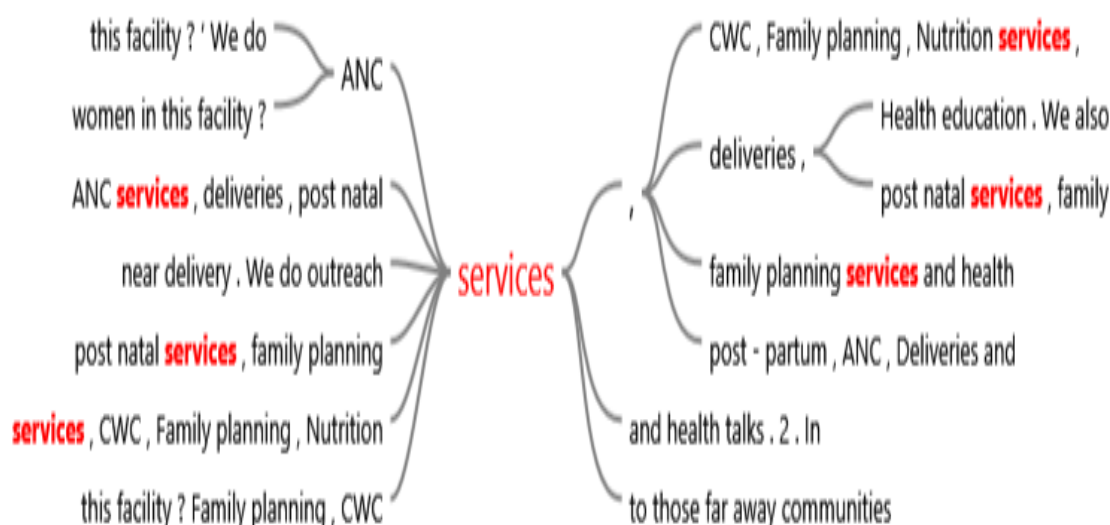 this facility ? ' We do
women in this facility ?
ANC
ANC services , deliveries , post natal
near delivery . We do outreach
post natal services , family planning
services , CWC , Family planning , Nutrition
this facility ? Family planning , CWC
services
,
CWC , Family planning , Nutrition services ,
deliveries ,
Health education . We also
post natal services , family
family planning services and health
post - partum , ANC , Deliveries and
and health talks . 2 . In
to those far away communities